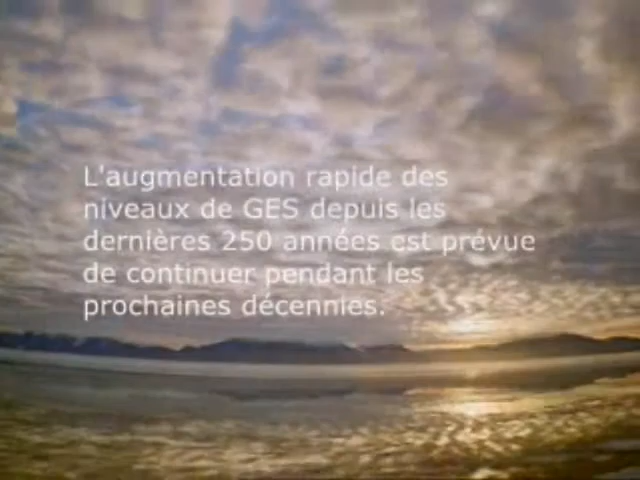 L'augmentation rapide des
niveaux de GES depuis les
dernières 250 années est prévue
de continuer pendant les
prochaines décennies.